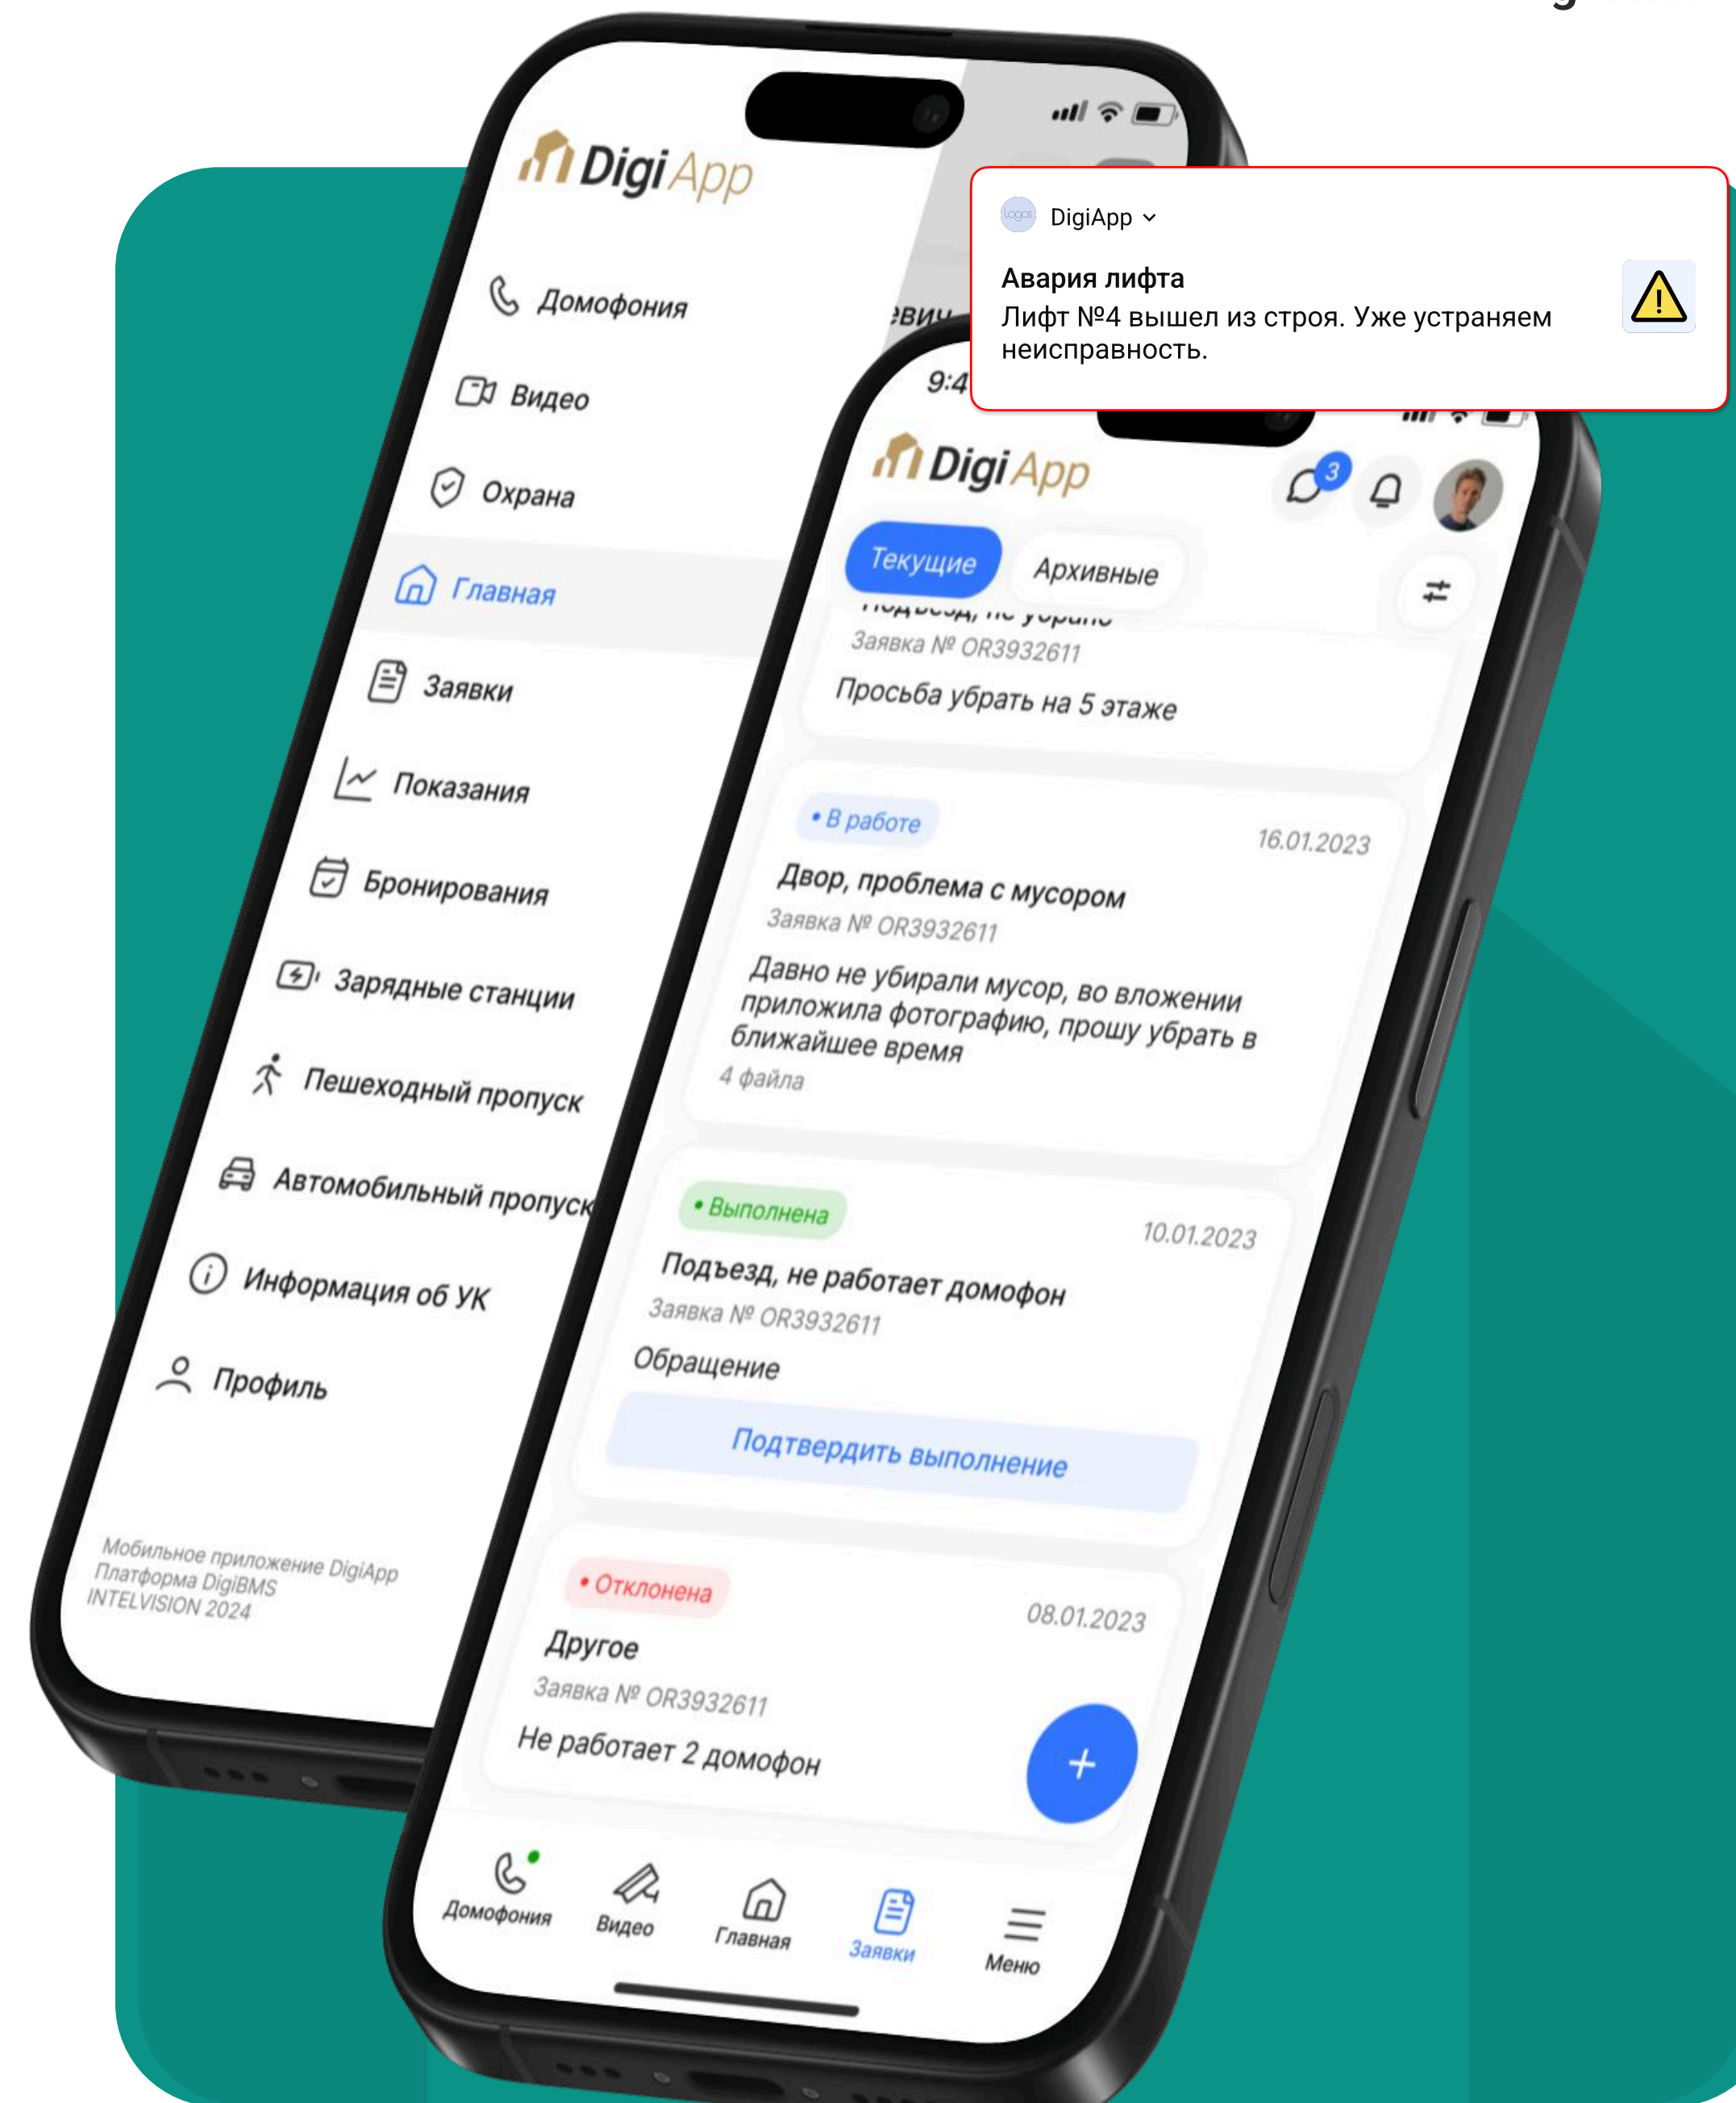 DigiApp
Домофония
Видео
Охрана
Главная
Заявки
Показания
Бронирования
Зарядные станции
Пешеходный пропуск
Автомобильный пропуск
Информация об УК
Профиль
Мобильное приложение DigiApp
Платформа DigiBMS
INTELVISION 2024
Logos
DigiApp
Авария лифта
Лифт №4 вышел из строя. Уже устраняем
неисправность.
DigiApp
3
Текущие
Архивные
Подъезд, не убрано
Заявка № OR3932611
Просьба убрать на 5 этаже
• В работе
16.01.2023
Двор, проблема с мусором
Заявка № OR3932611
Давно не убирали мусор, во вложении
приложила фотографию, прошу убрать в
ближайшее время
4 файла
• Выполнена
10.01.2023
Подъезд, не работает домофон
Заявка № OR3932611
Обращение
Подтвердить выполнение
• Отклонена
08.01.2023
Другое
Заявка № OR3932611
Не работает 2 домофон
+
Домофония
Видео
Главная
Заявки
Меню